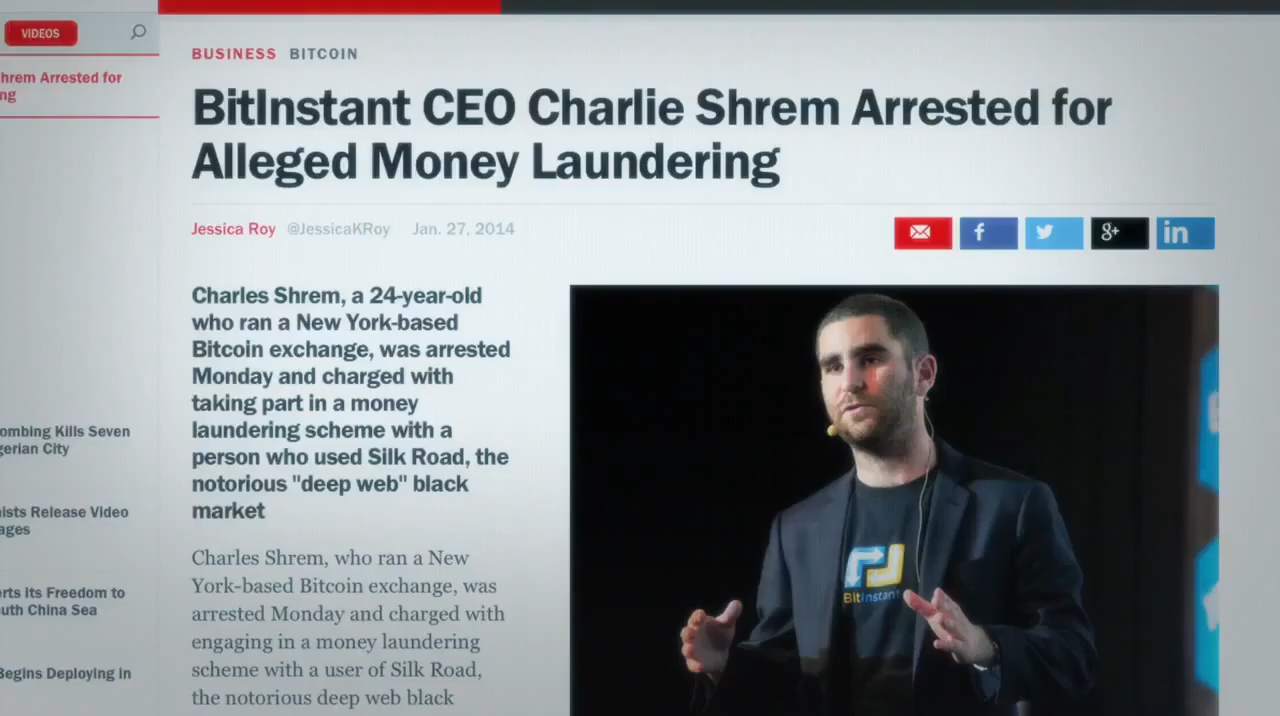 VIDEOS
hrem Arrested for
ng
ombing Kills Seven
gerian City
ists Release Video
ages
rts Its Freedom to
uth China Sea
Begins Deploying in
BUSINESS BITCOIN
BitInstant CEO Charlie Shrem Arrested for
Alleged Money Laundering
Jessica Roy @JessicaKRoy Jan. 27, 2014
f
g+
in
Charles Shrem, a 24-year-old
who ran a New York-based
Bitcoin exchange, was arrested
Monday and charged with
taking part in a money
laundering scheme with a
person who used Silk Road, the
notorious "deep web" black
market
Charles Shrem, who ran a New
York-based Bitcoin exchange, was
arrested Monday and charged with
engaging in a money laundering
scheme with a user of Silk Road,
the notorious deep web black
BitInstant